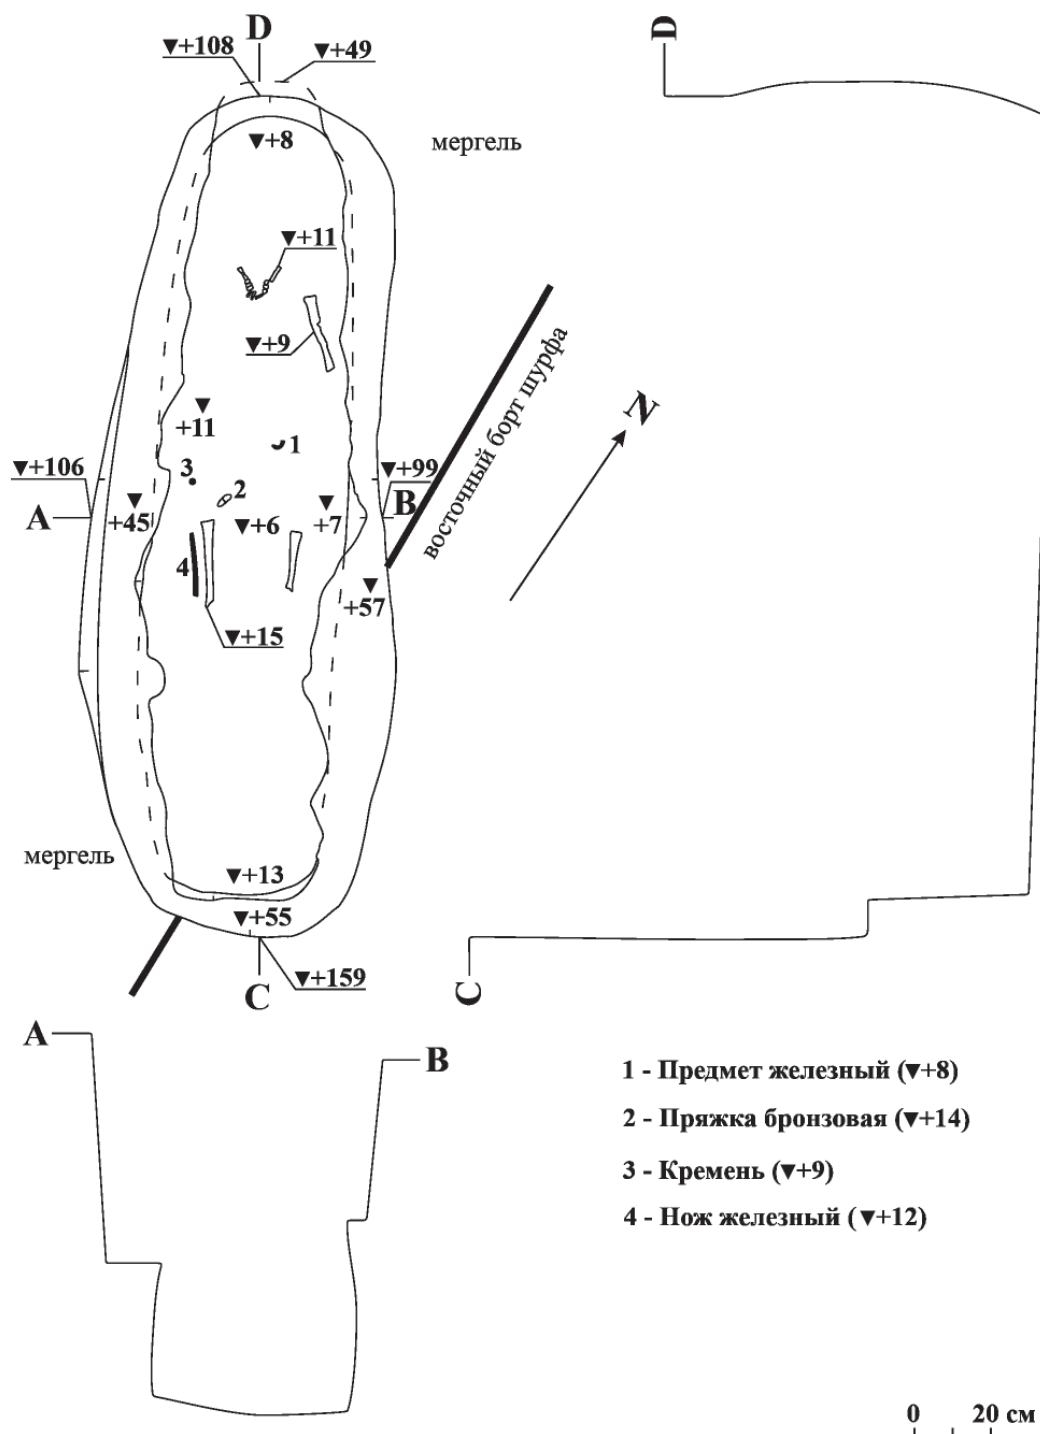 D
D
▼+108
▼+49
▼+8
мергель
▼+11
▼+9
▼
+11
1
3
2
▼+106
▼+99
A
B
▼
+45
▼+6
▼
+7
4
▼
+57
▼+15
восточный борт шурфа
N
мергель
▼+13
▼+55
▼+159
C
C
A
B
1 - Предмет железный (▼+8)
2 - Пряжка бронзовая (▼+14)
3 - Кремень (▼+9)
4 - Нож железный ( ▼+12)
0 20 см